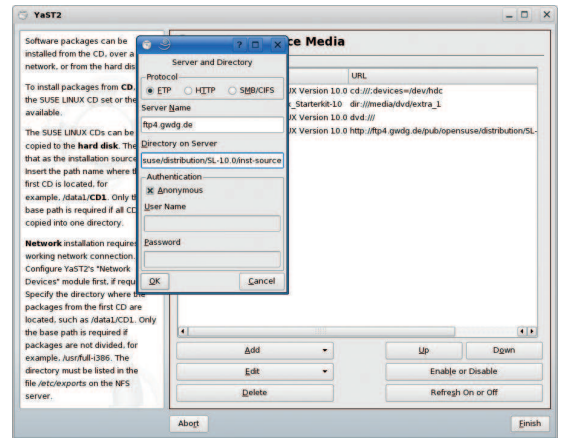 YaST2
Software packages can be
installed from the CD, over a
network, or from the hard dis
To install packages from CD,
the SUSE LINUX CD set or the
available.
The SUSE LINUX CDs can be
copied to the hard disk. The
that as the installation source
Insert the path name where t
first CD is located, for
example, /data1/CD1. Only th
base path is required if all CD
copied into one directory.
Network installation requires
working network connection.
Configure YaST2's "Network
Devices" module first, if requ
Specify the directory where the
packages from the first CD are
located, such as /data1/CD1. Only
the base path is required if
packages are not divided, for
example, /usr/full-i386. The
directory must be listed in the
file /etc/exports on the NFS
server.
ce Media
URL
UX Version 10.0 cd:///;devices=/dev/hdc
x_Starterkit-10 dir:///media/dvd/extra_1
UX Version 10.0 dvd:///
UX Version 10.0 http://ftp4.gwdg.de/pub/opensuse/distribution/SL-
Server and Directory
Protocol
FTP HTTP SMB/CIFS
Server Name
ftp4.gwdg.de
Directory on Server
suse/distribution/SL-10.0/inst-source
Authentication
Anonymous
User Name
Password
OK Cancel
Add Up Down
Edit Enable or Disable
Delete Refresh On or Off
Abort Finish